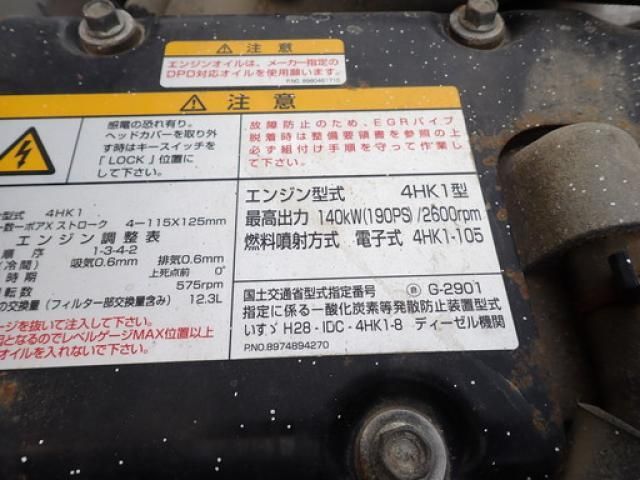 注意
エンジンオイルは、メーカー指定の
DPD対応オイルを使用願います。
P.NO. 8980461715
注意
感電の恐れ有り。
ヘッドカバーを取り外
す時はキースイッチを
「LOCK」位置に
して下さい。
故障防止のため、EGRパイプ
脱着時は整備要領書を参照の上
必ず組付け手順を守って作業し
て下さい。
型式 4HK1
数ーボアXストローク 4ー115X125mm
エンジン調整表
順序 1-3-4-2
(冷間) 吸気0.6mm 排気0.6mm
時期 上死点前 0°
転数 575rpm
の交換量(フィルター部交換量含み) 12.3L
ージを抜いて注入して下さい。
因となるのでレベルゲージMAX位置以上
オイルを入れないで下さい。
エンジン型式 4HK1型
最高出力 140kW(190PS)/2600rpm
燃料噴射方式 電子式 4HK1-105
国土交通省型式指定番号 G-2901
指定に係る一酸化炭素等発散防止装置型式
いすゞ H28-IDC-4HK1-8 ディーゼル機関
P.NO.8974894270